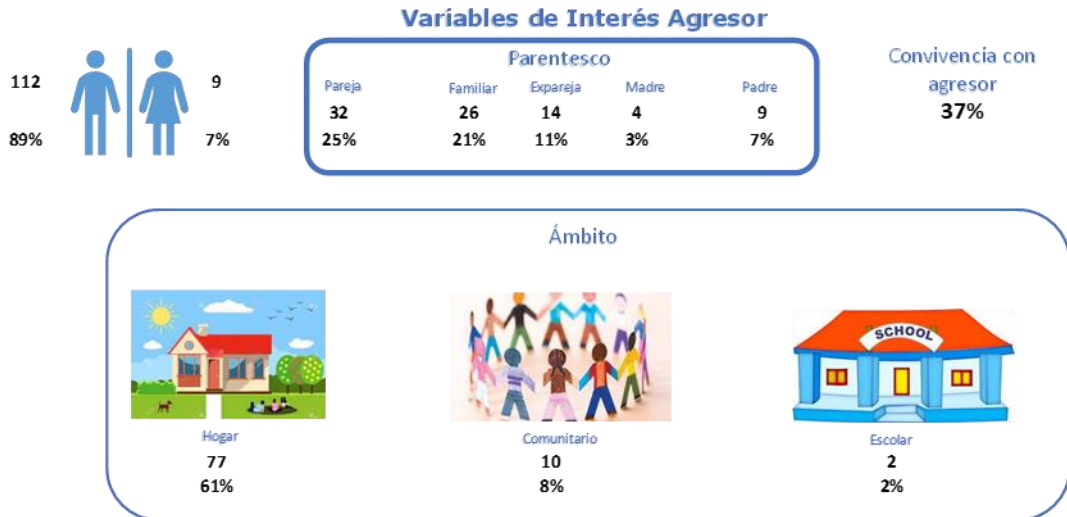 Variables de Interés Agresor
112
89%
9
7%
Parentesco
Pareja Familiar Expareja Madre Padre
32 26 14 4 9
25% 21% 11% 3% 7%
Convivencia con
agresor
37%
Ámbito
SCHOOL
Hogar Comunitario Escolar
77 10 2
61% 8% 2%